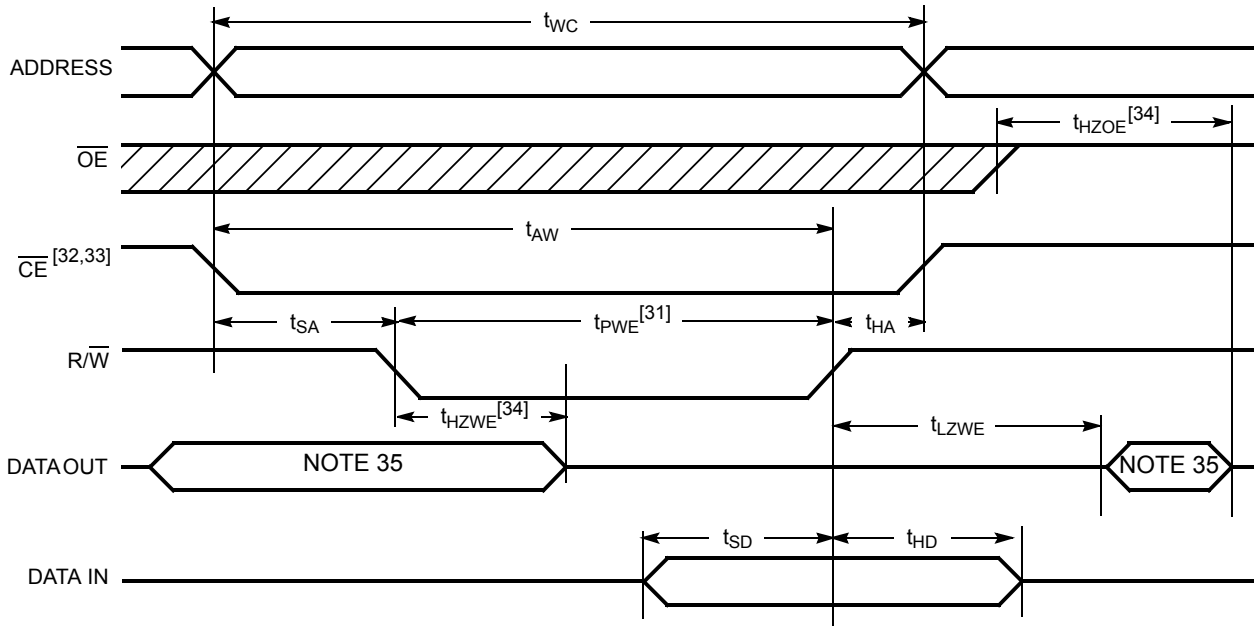 tWC
ADDRESS
tHZOE[34]
OE
tAW
CE [32,33]
tSA
tPWE[31]
tHA
R/W
tHZWE[34]
tLZWE
DATA OUT
NOTE 35
NOTE 35
tSD
tHD
DATA IN